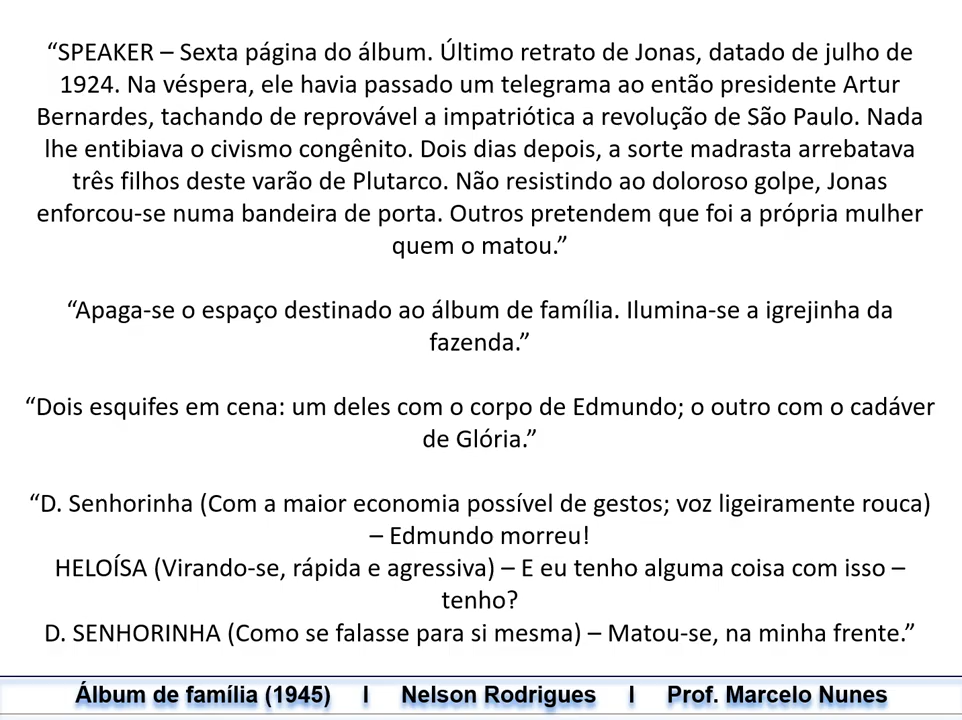 “SPEAKER – Sexta página do álbum. Último retrato de Jonas, datado de julho de
1924. Na véspera, ele havia passado um telegrama ao então presidente Artur
Bernardes, tachando de reprovável a impatriótica a revolução de São Paulo. Nada
lhe entibiava o civismo congênito. Dois dias depois, a sorte madrasta arrebatava
três filhos deste varão de Plutarco. Não resistindo ao doloroso golpe, Jonas
enforcou-se numa bandeira de porta. Outros pretendem que foi a própria mulher
quem o matou.”
“Apaga-se o espaço destinado ao álbum de família. Ilumina-se a igrejinha da
fazenda.”
“Dois esquifes em cena: um deles com o corpo de Edmundo; o outro com o cadáver
de Glória.”
“D. Senhorinha (Com a maior economia possível de gestos; voz ligeiramente rouca)
– Edmundo morreu!
HELOÍSA (Virando-se, rápida e agressiva) – E eu tenho alguma coisa com isso –
tenho?
D. SENHORINHA (Como se falasse para si mesma) – Matou-se, na minha frente.”
Álbum de família (1945) I Nelson Rodrigues I Prof. Marcelo Nunes